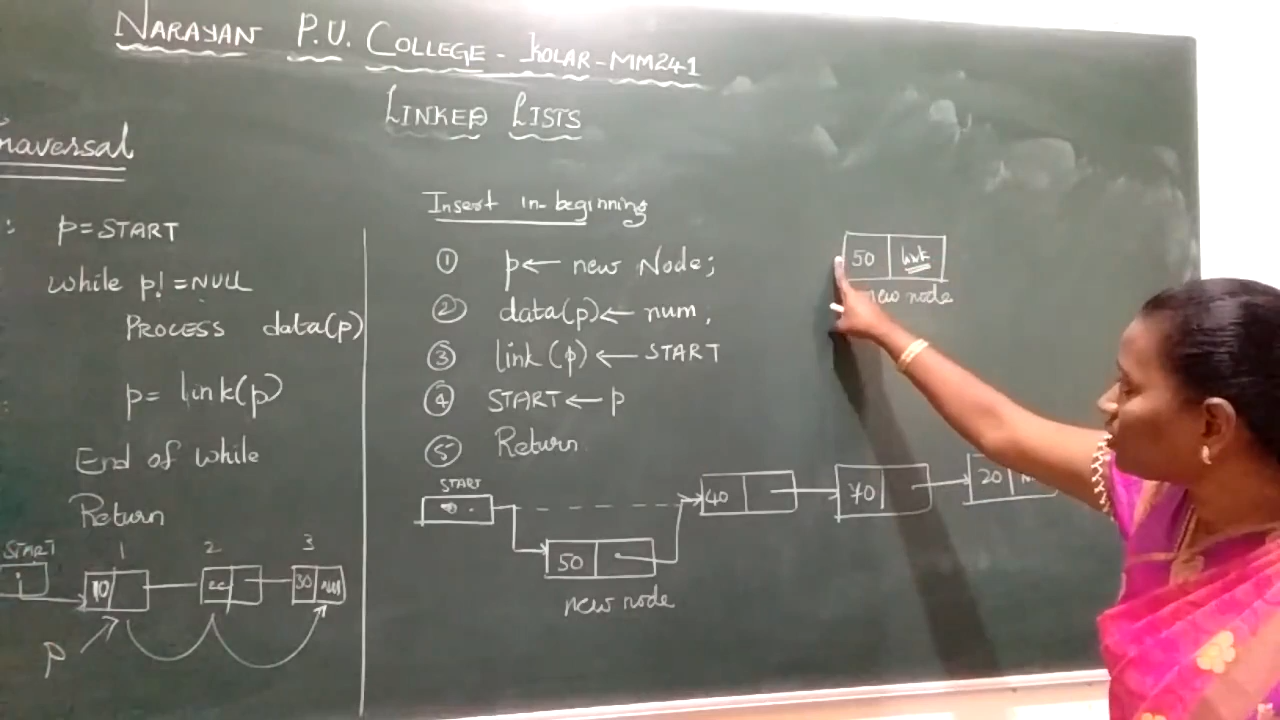 NARAYAN P.U. COLLEGE - KOLAR - MM241
LINKED LISTS
raversal
: p = START
while p! = NULL
PROCESS data(p)
p = link(p)
:
End of while
Return
START 1 2 3
10 30 null
p
Insert in-beginning
① p ← new Node;
② data(p) ← num;
③ link (p) ← START
④ START ← p
⑤ Return
START
40 70 20
50
new node
50 link
new node